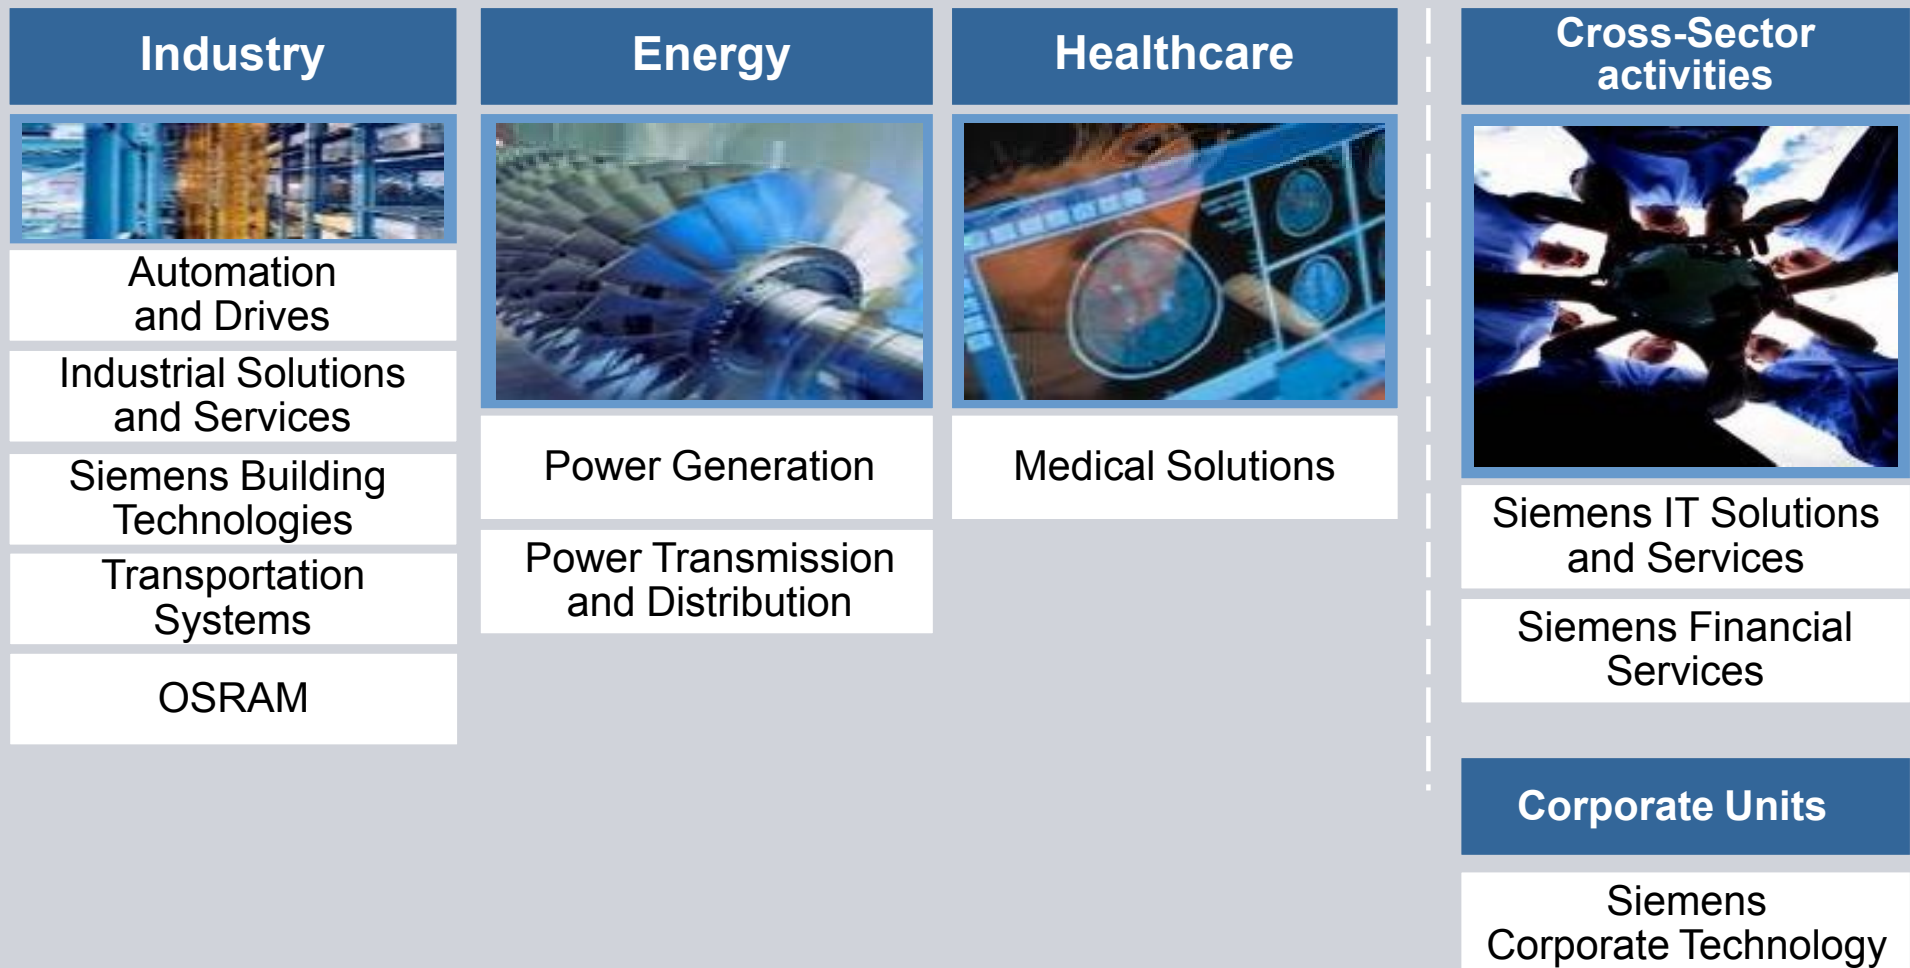 Industry
Automation
and Drives
Industrial Solutions
and Services
Siemens Building
Technologies
Transportation
Systems
OSRAM
Energy
Power Generation
Power Transmission
and Distribution
Healthcare
Medical Solutions
Cross-Sector
activities
Siemens IT Solutions
and Services
Siemens Financial
Services
Corporate Units
Siemens
Corporate Technology